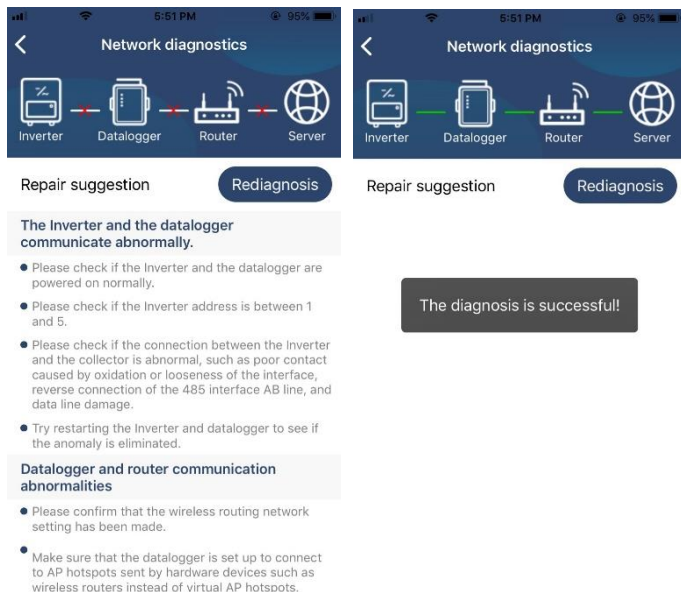 5:51 PM
95%
Network diagnostics
Inverter
Datalogger
Router
Server
Repair suggestion
Rediagnosis
The Inverter and the datalogger
communicate abnormally.
Please check if the Inverter and the datalogger are
powered on normally.
Please check if the Inverter address is between 1
and 5.
Please check if the connection between the Inverter
and the collector is abnormal, such as poor contact
caused by oxidation or looseness of the interface,
reverse connection of the 485 interface AB line, and
data line damage.
Try restarting the Inverter and datalogger to see if
the anomaly is eliminated.
Datalogger and router communication
abnormalities
Please confirm that the wireless routing network
setting has been made.
Make sure that the datalogger is set up to connect
to AP hotspots sent by hardware devices such as
wireless routers instead of virtual AP hotspots.
5:51 PM
95%
Network diagnostics
Inverter
Datalogger
Router
Server
Repair suggestion
Rediagnosis
The diagnosis is successful!